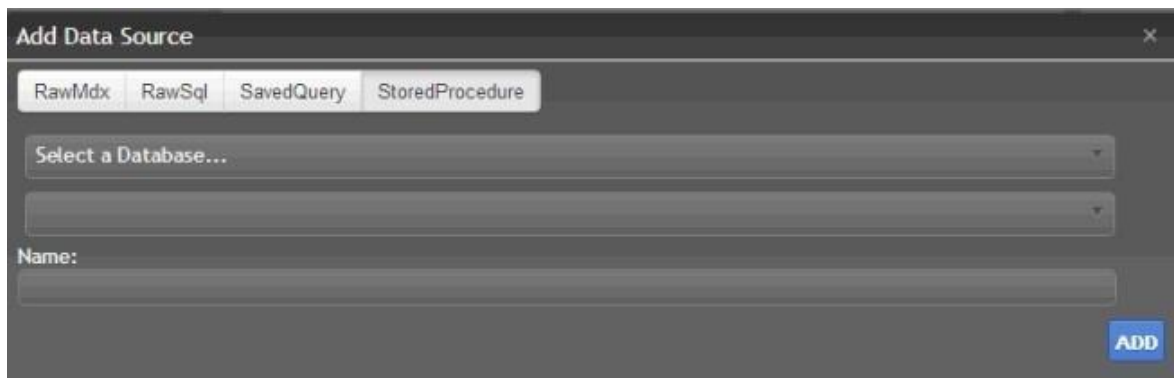 Add Data Source
RawMdx RawSql SavedQuery StoredProcedure
Select a Database...
Name:
ADD